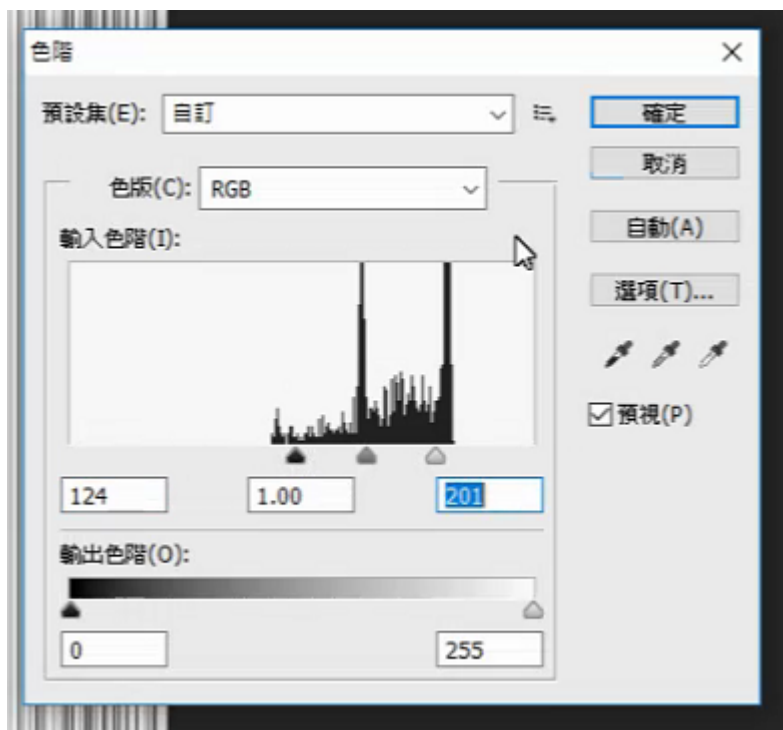 色階
預設集(E): 自訂
確定
取消
色版(C): RGB
自動(A)
輸入色階(I):
選項(T)...
預視(P)
124 1.00 201
輸出色階(O):
0 255